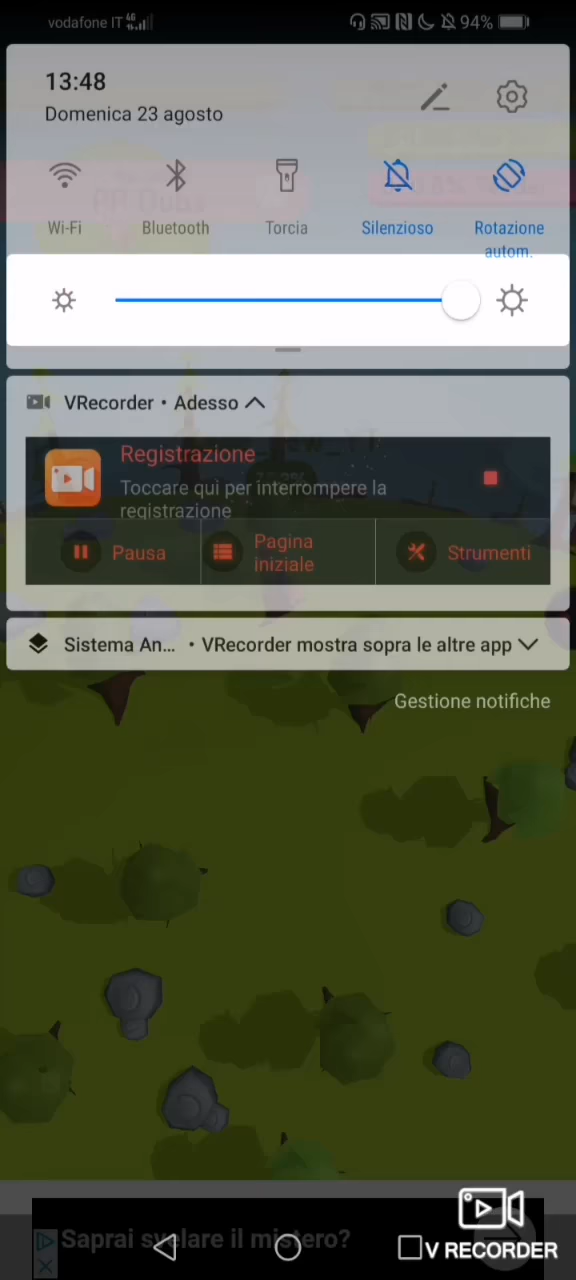 vodafone IT 4G 94%
13:48
Domenica 23 agosto
Wi-Fi Bluetooth Torcia Silenzioso Rotazione
autom.
VRecorder • Adesso
Registrazione
Toccare qui per interrompere la
registrazione
Pausa
Pagina
iniziale
Strumenti
Sistema An... • VRecorder mostra sopra le altre app
Gestione notifiche
Saprai svelare il mistero?
V RECORDER